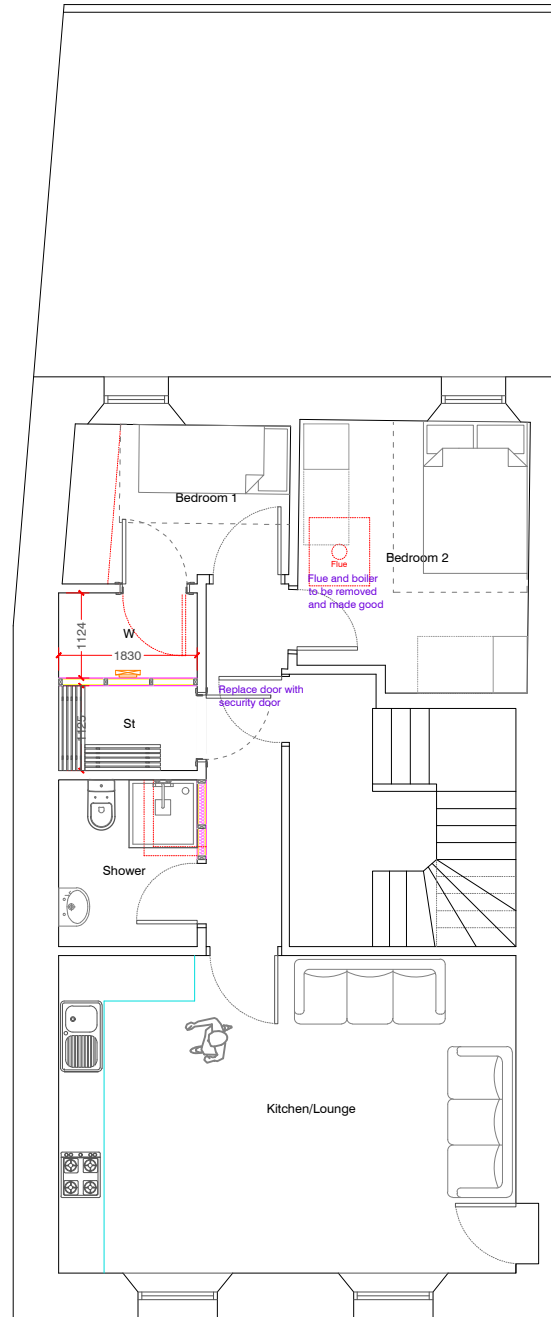 Bedroom 1
Bedroom 2
Flue
Flue and boiler
to be removed
and made good
1124
W
1830
Replace door with
security door
St
1125
Shower
Kitchen/Lounge